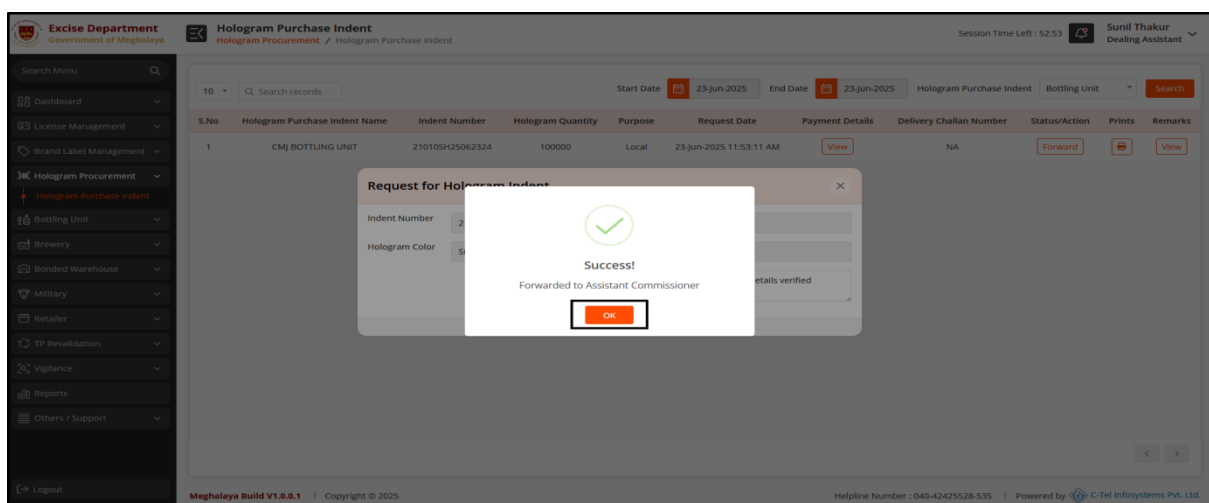 Excise Department
Government of Meghalaya
Hologram Purchase Indent
Hologram Procurement / Hologram Purchase Indent
Session Time Left : 52:53
Sunil Thakur
Dealing Assistant
Search Menu
Dashboard
License Management
Brand Label Management
Hologram Procurement
Hologram Purchase Indent
Bottling Unit
Brewery
Bonded Warehouse
Military
Retailer
TP Revalidation
Vigilance
Reports
Others / Support
Logout
10 Search records Start Date 23-Jun-2025 End Date 23-Jun-2025 Hologram Purchase Indent Bottling Unit Search
S.No Hologram Purchase Indent Name Indent Number Hologram Quantity Purpose Request Date Payment Details Delivery Challan Number Status/Action Prints Remarks
1 CMJ BOTTLING UNIT 21010SH25062324 100000 Local 23-Jun-2025 11:53:11 AM View NA Forward View
Request for Hologram Indent
Indent Number 2
Hologram Color
etails verified
Success!
Forwarded to Assistant Commissioner
OK
Meghalaya Build V1.0.0.1 | Copyright © 2025
Helpline Number : 040-42425528-535 | Powered by C-Tel Infosystems Pvt. Ltd.